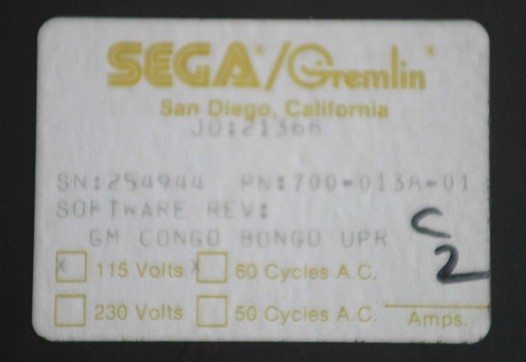 SEGA®/Gremlin®
San Diego, California
JO:21366
SN:254944 PN:700-0138-01
SOFTWARE REV:
GM CONGO BONGO UPR
C
2
X 115 Volts X 60 Cycles A.C.
230 Volts 50 Cycles A.C. Amps.